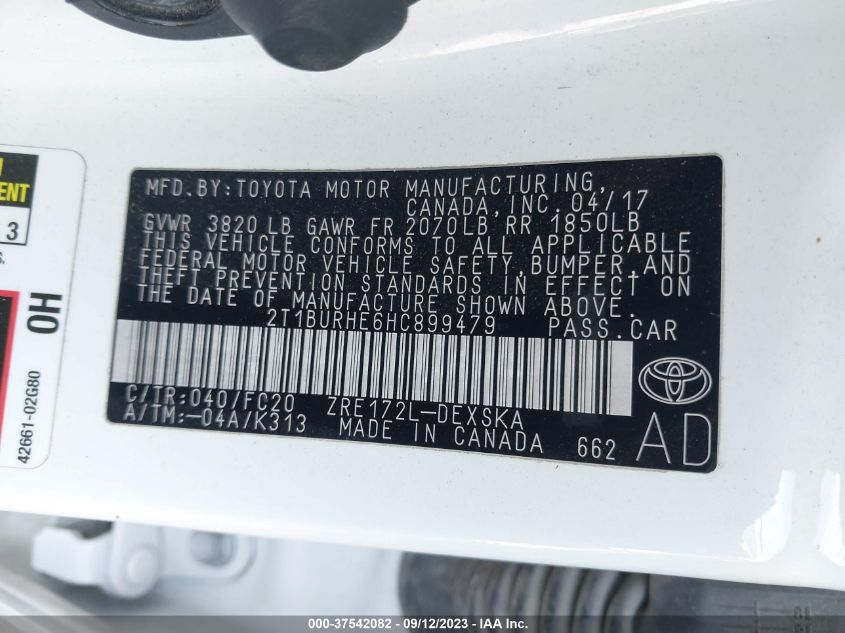 MFD.BY:TOYOTA MOTOR MANUFACTURING,
CANADA,INC. 04/17
GVWR 3820 LB GAWR FR 2070LB RR 1850LB
THIS VEHICLE CONFORMS TO ALL APPLICABLE
FEDERAL MOTOR VEHICLE SAFETY,BUMPER,AND
THEFT PREVENTION STANDARDS IN EFFECT ON
THE DATE OF MANUFACTURE SHOWN ABOVE.
2T1BURHE6HC899479 PASS.CAR
C/TR:040/FC20 ZRE172L-DEXSKA
A/TM:-04A/K313 MADE IN CANADA 662
AD
3
OH
42661-02G80
000-37542082 - 09/12/2023 - IAA Inc.